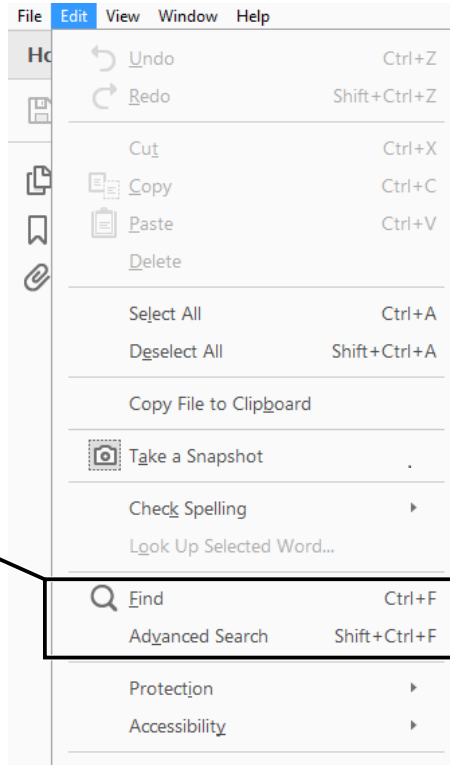 File Edit View Window Help
Ho
Undo Ctrl+Z
Redo Shift+Ctrl+Z
Cut Ctrl+X
Copy Ctrl+C
Paste Ctrl+V
Delete
Select All Ctrl+A
Deselect All Shift+Ctrl+A
Copy File to Clipboard
Take a Snapshot
Check Spelling
Look Up Selected Word...
Find Ctrl+F
Advanced Search Shift+Ctrl+F
Protection
Accessibility